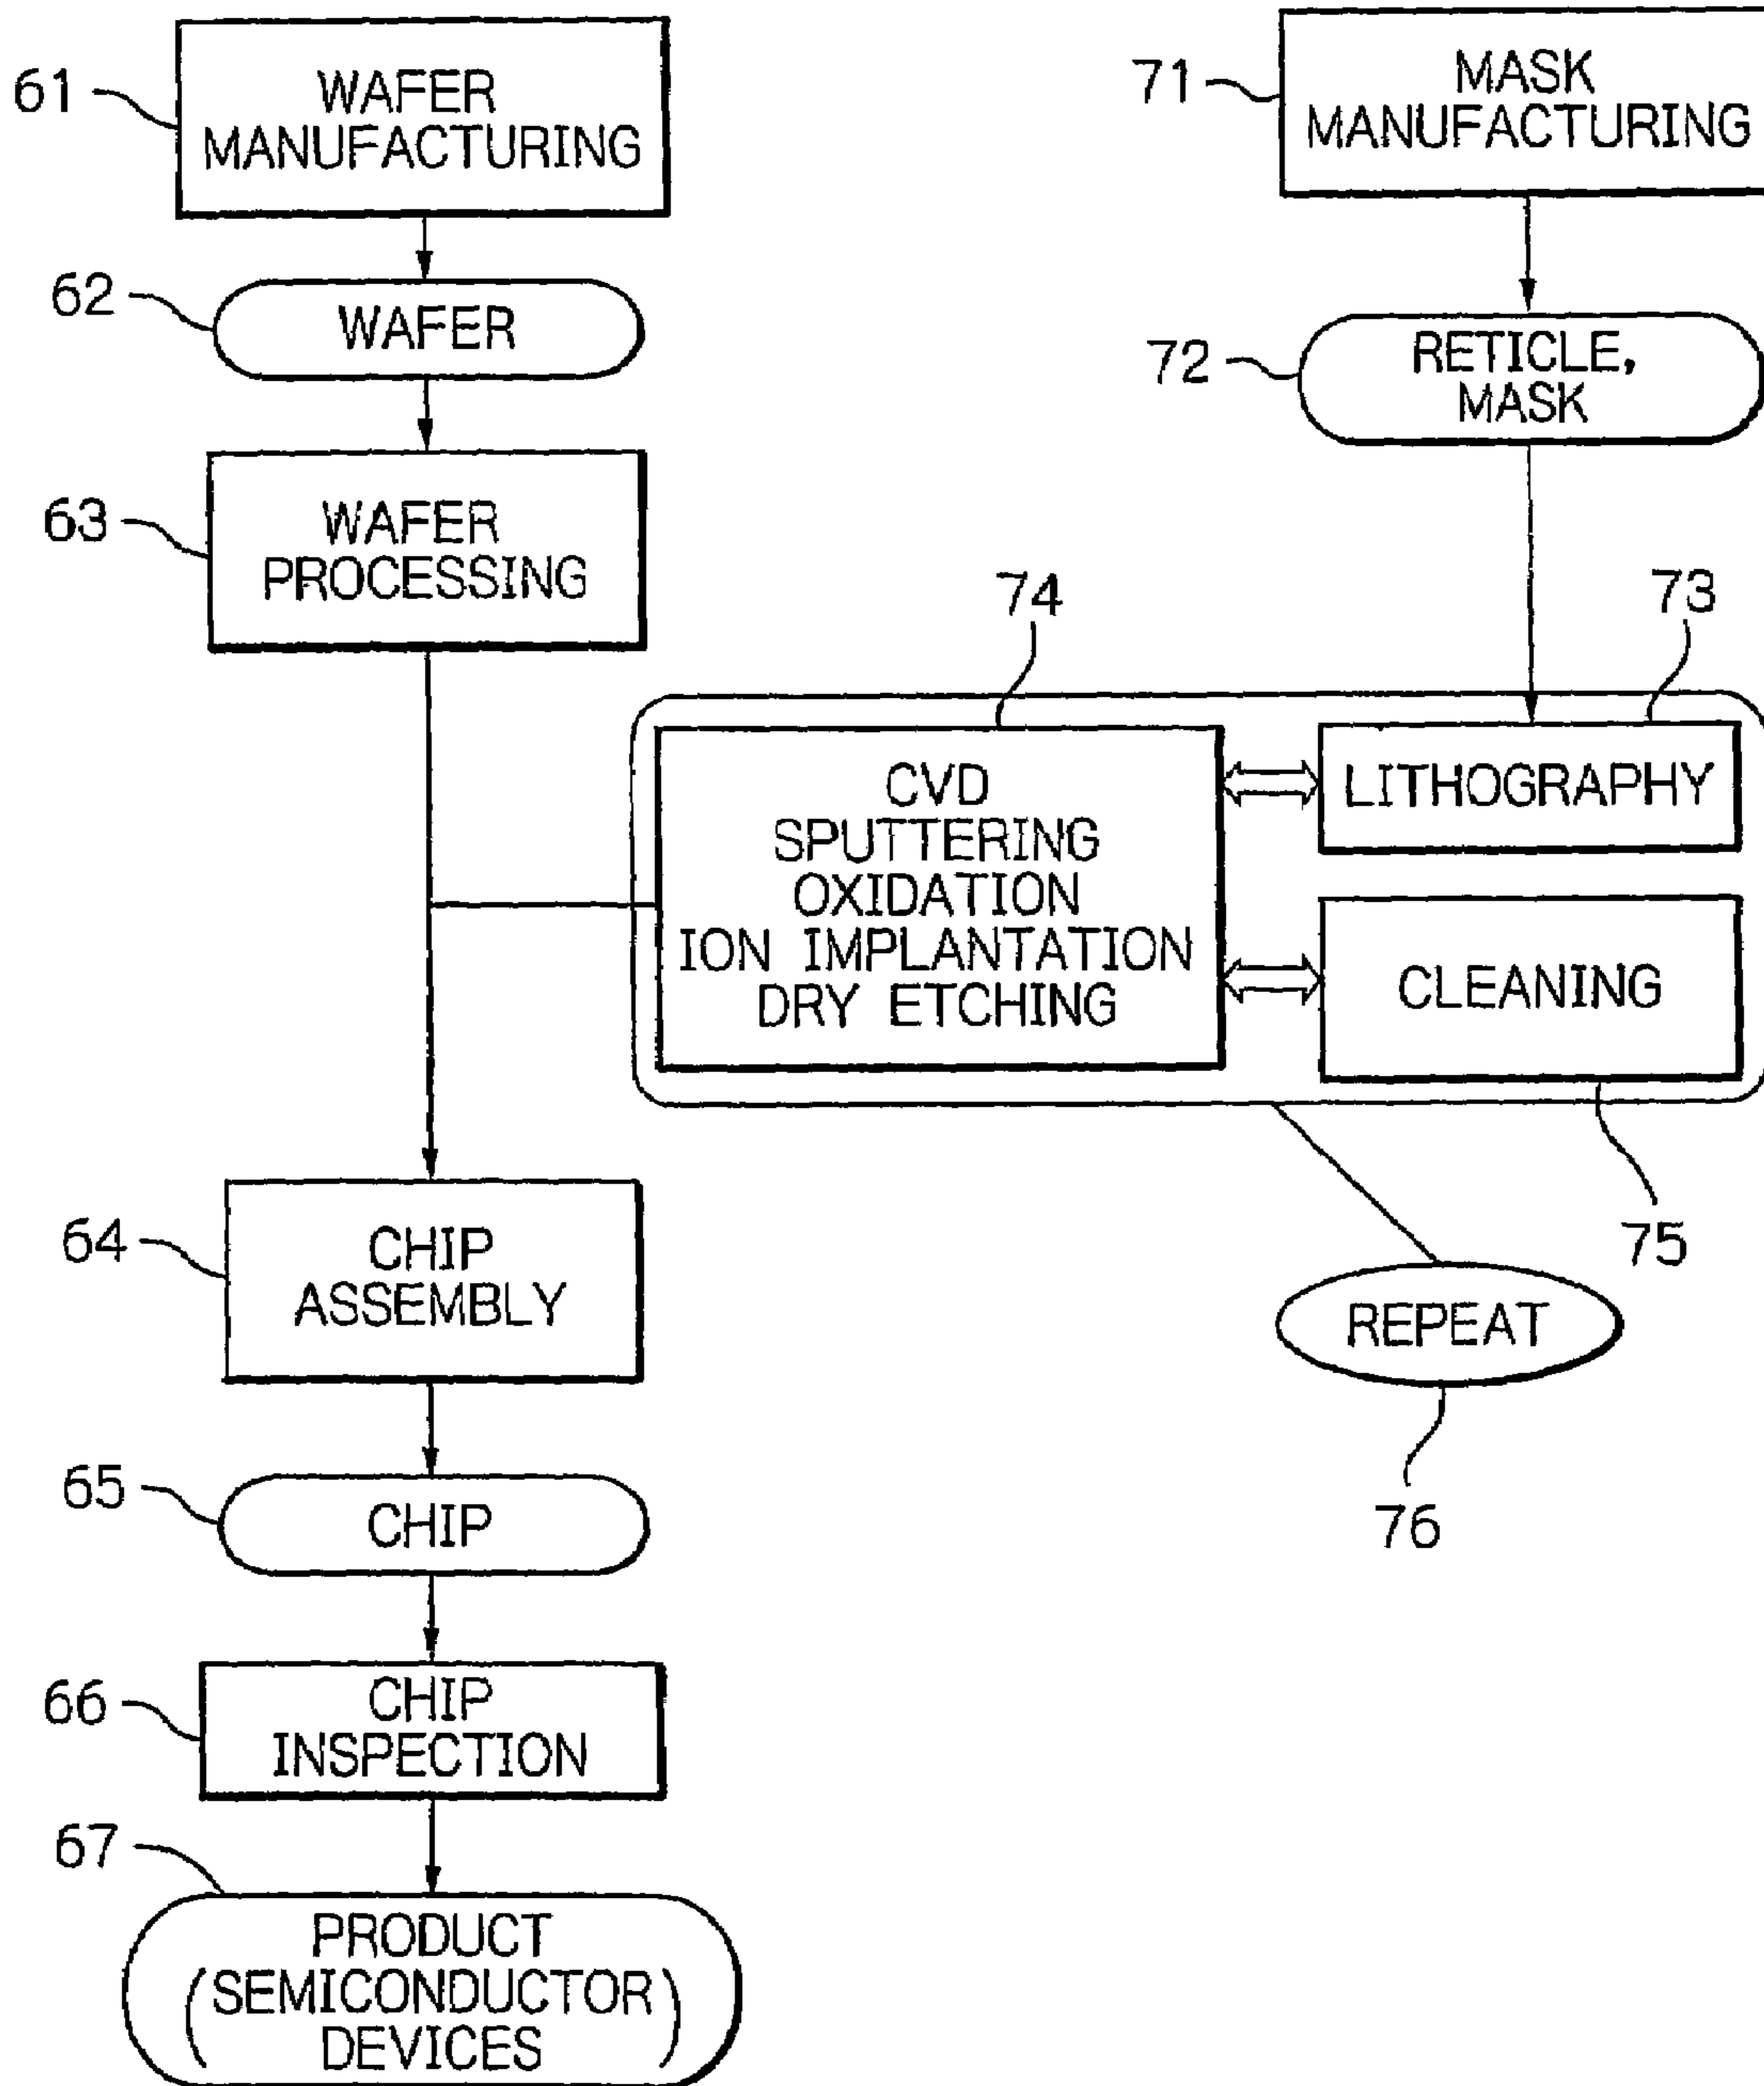 61
WAFER
MANUFACTURING
62
WAFER
63
WAFER
PROCESSING
64
CHIP
ASSEMBLY
65
CHIP
66
CHIP
INSPECTION
67
PRODUCT
(SEMICONDUCTOR
DEVICES)
71
MASK
MANUFACTURING
72
RETICLE,
MASK
73
LITHOGRAPHY
74
CVD
SPUTTERING
OXIDATION
ION IMPLANTATION
DRY ETCHING
CLEANING
75
REPEAT
76